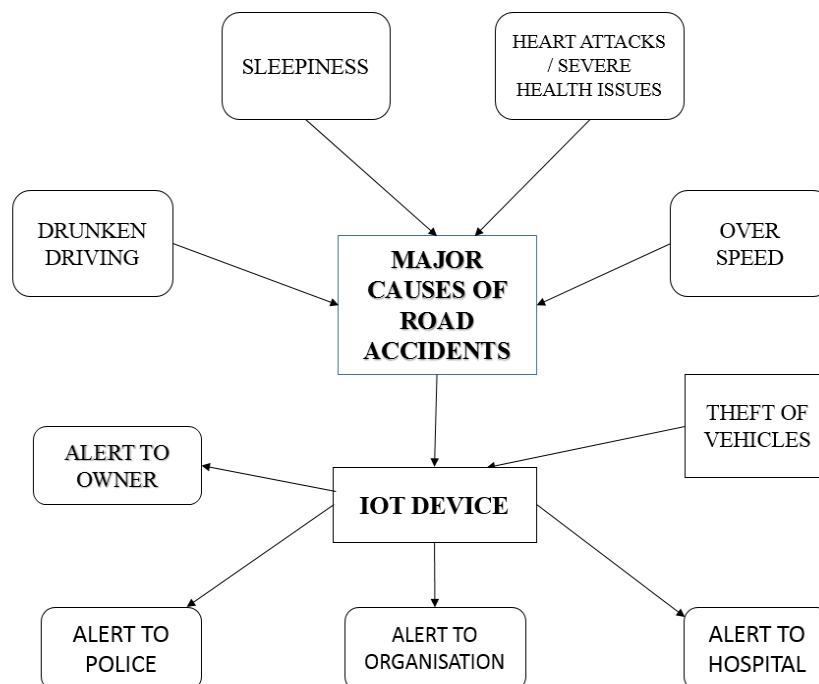 SLEEPINESS
HEART ATTACKS
/ SEVERE
HEALTH ISSUES
DRUNKEN
DRIVING
OVER
SPEED
MAJOR
CAUSES OF
ROAD
ACCIDENTS
THEFT OF
VEHICLES
ALERT TO
OWNER
IOT DEVICE
ALERT TO
POLICE
ALERT TO
ORGANISATION
ALERT TO
HOSPITAL